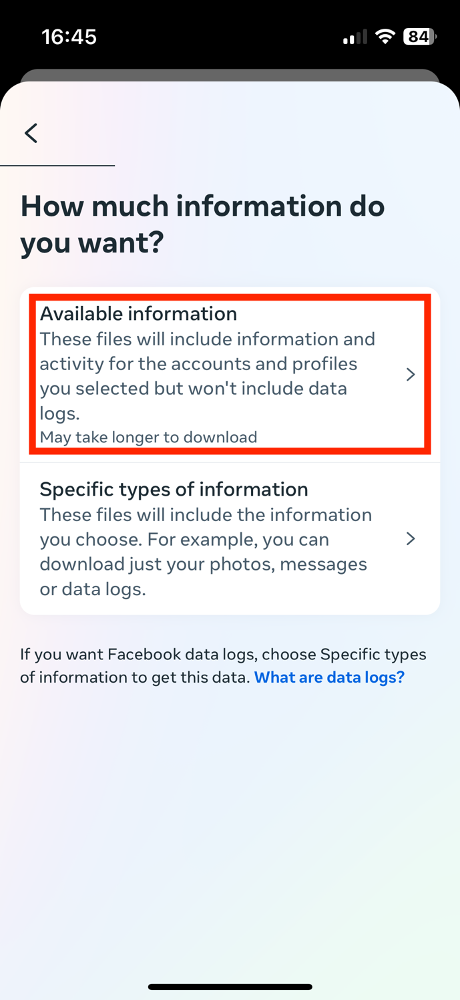 16:45
84
How much information do
you want?
Available information
These files will include information and
activity for the accounts and profiles
you selected but won't include data
logs.
May take longer to download
Specific types of information
These files will include the information
you choose. For example, you can
download just your photos, messages
or data logs.
If you want Facebook data logs, choose Specific types
of information to get this data. What are data logs?